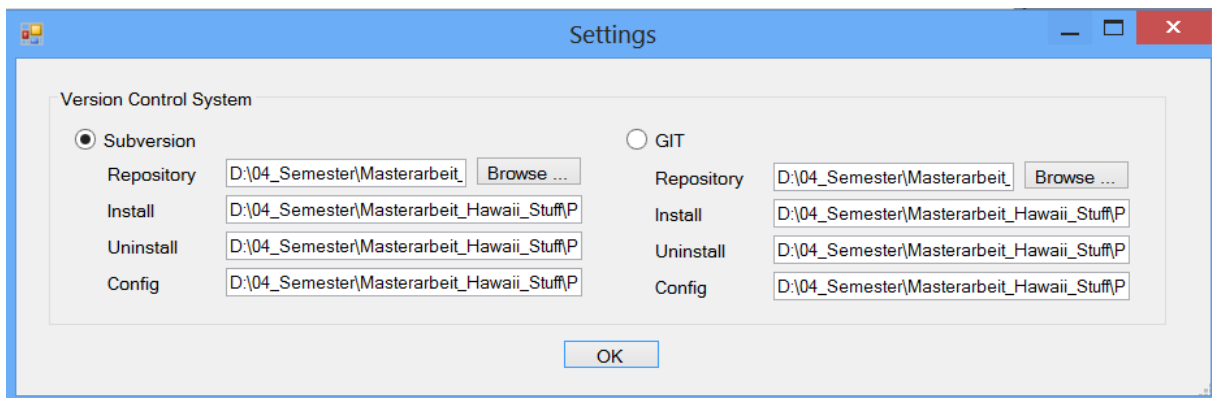 Settings
Version Control System
Subversion
Repository D:\04_Semester\Masterarbeit_ Browse ...
Install D:\04_Semester\Masterarbeit_Hawaii_Stuff\P
Uninstall D:\04_Semester\Masterarbeit_Hawaii_Stuff\P
Config D:\04_Semester\Masterarbeit_Hawaii_Stuff\P
GIT
Repository D:\04_Semester\Masterarbeit_ Browse ...
Install D:\04_Semester\Masterarbeit_Hawaii_Stuff\P
Uninstall D:\04_Semester\Masterarbeit_Hawaii_Stuff\P
Config D:\04_Semester\Masterarbeit_Hawaii_Stuff\P
OK